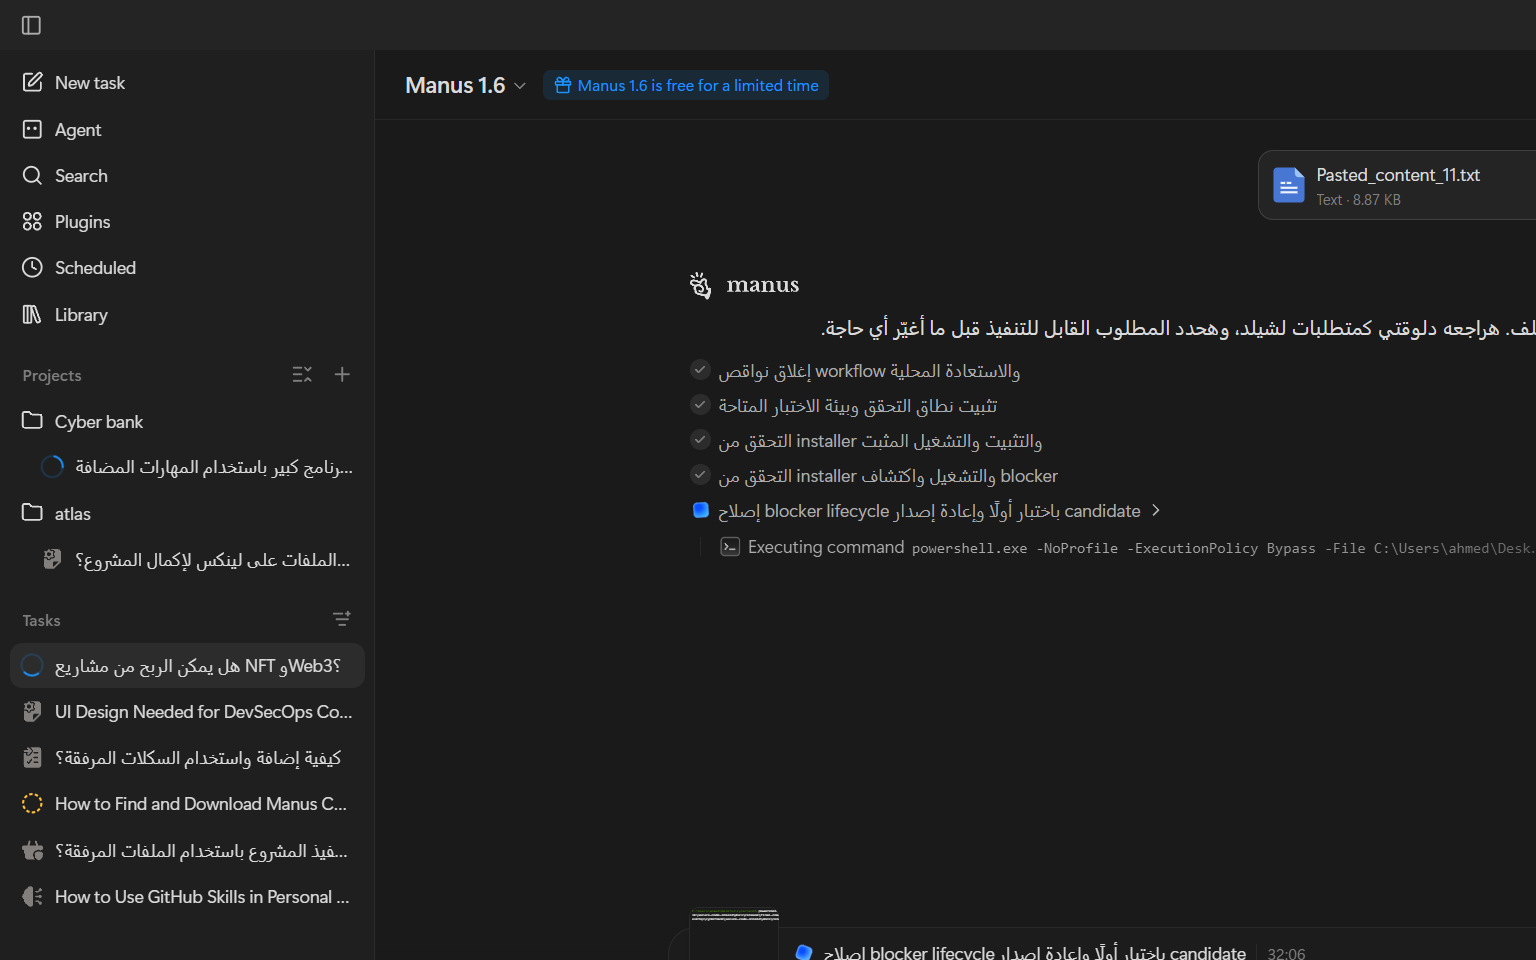 New task
Agent
Search
Plugins
Scheduled
Library
Projects
Cyber bank
...رنامج كبير باستخدام المهارات المضافة
atlas
...الملفات على لينكس لإكمال المشروع؟
Tasks
هل يمكن الربح من مشاريع NFT وWeb3؟
UI Design Needed for DevSecOps Co...
كيفية إضافة واستخدام السكلات المرفقة؟
How to Find and Download Manus C...
...فيذ المشروع باستخدام الملفات المرفقة؟
How to Use GitHub Skills in Personal ...
Manus 1.6
Manus 1.6 is free for a limited time
Pasted_content_11.txt
Text · 8.87 KB
manus
هراجعه دلوقتي كمتطلبات لشيلد، وهحدد المطلوب القابل للتنفيذ قبل ما أغيّر أي حاجة.
إغلاق نواقص workflow والاستعادة المحلية
تثبيت نطاق التحقق وبيئة الاختبار المتاحة
التحقق من installer المثبت والتشغيل والتثبيت
التحقق من installer والتشغيل واكتشاف blocker
إصلاح blocker lifecycle باختبار أولًا وإعادة إصدار candidate
Executing command powershell.exe -NoProfile -ExecutionPolicy Bypass -File C:\Users\ahmed\Desk.
إصلاح blocker lifecycle باختبار أولًا وإعادة إصدار candidate
32:06